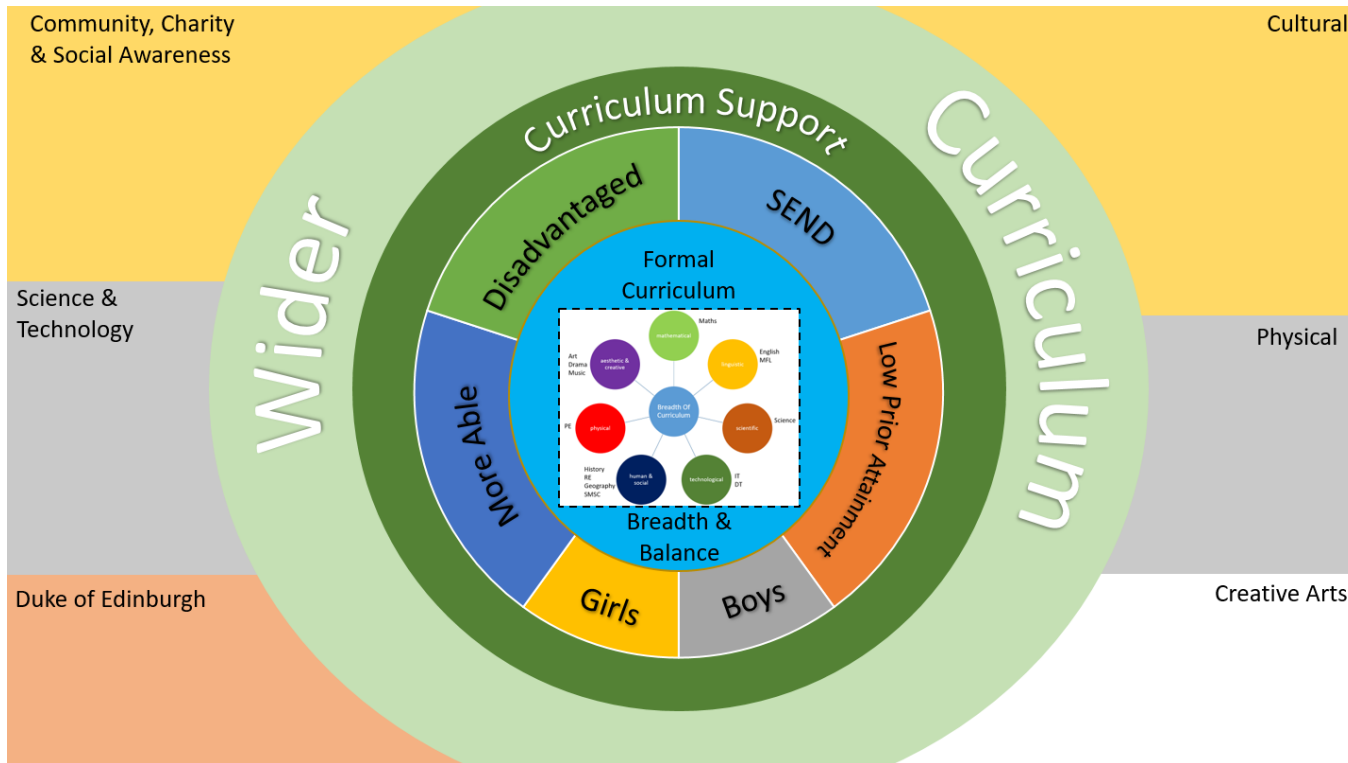 Community, Charity
& Social Awareness
Cultural
Curriculum Support
Wider
Curriculum
Disadvantaged
SEND
Formal
Curriculum
Science &
Technology
Physical
Maths
mathematical
Art
Drama
Music
aesthetic &
creative
linguistic
English
MFL
Breadth Of
Curriculum
PE
physical
scientific
Science
History
RE
Geography
SMSC
human &
social
technological
IT
DT
More Able
Low Prior Attainment
Breadth &
Balance
Girls
Boys
Duke of Edinburgh
Creative Arts